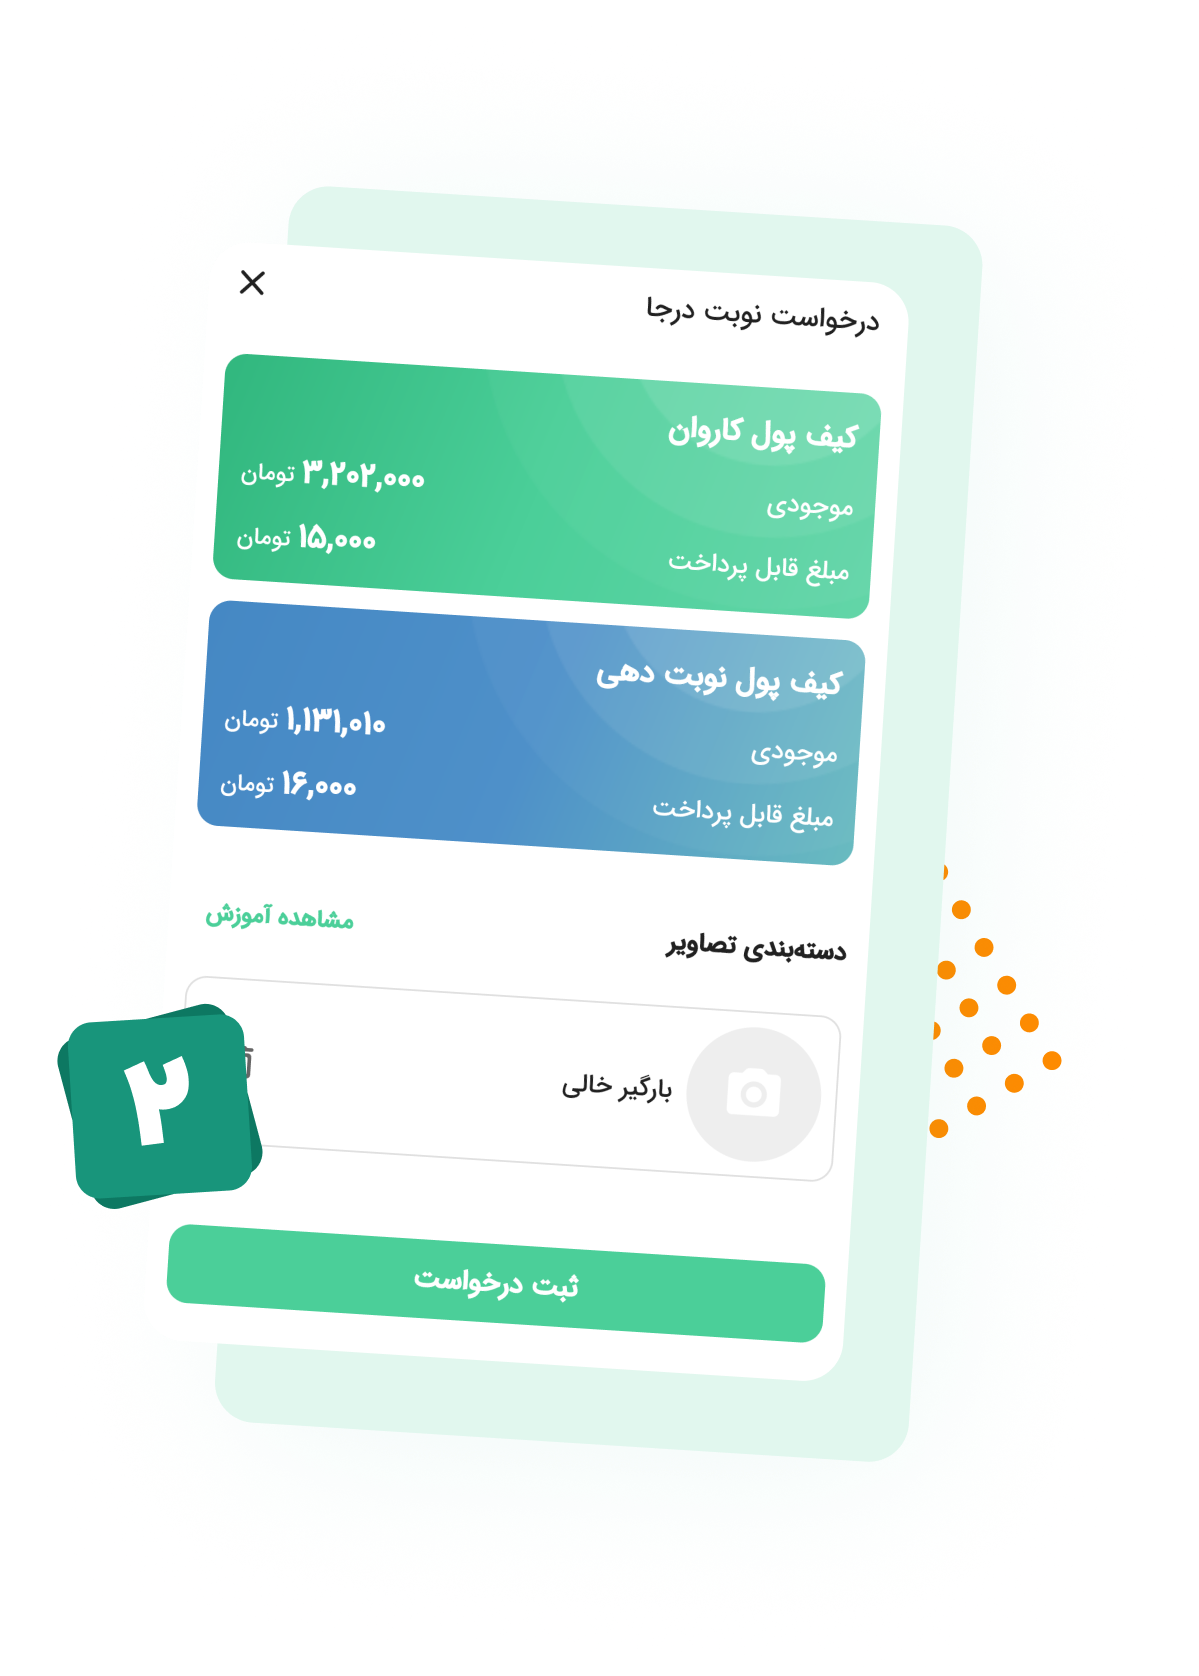 درخواست نوبت درجا
کیف پول کاروان
موجودی ۳,۲۰۲,۰۰۰ تومان
مبلغ قابل پرداخت ۱۵,۰۰۰ تومان
کیف پول نوبت دهی
موجودی ۱,۱۳۱,۰۱۰ تومان
مبلغ قابل پرداخت ۱۶,۰۰۰ تومان
دسته‌بندی تصاویر مشاهده آموزش
بارگیر خالی
۲
ثبت درخواست